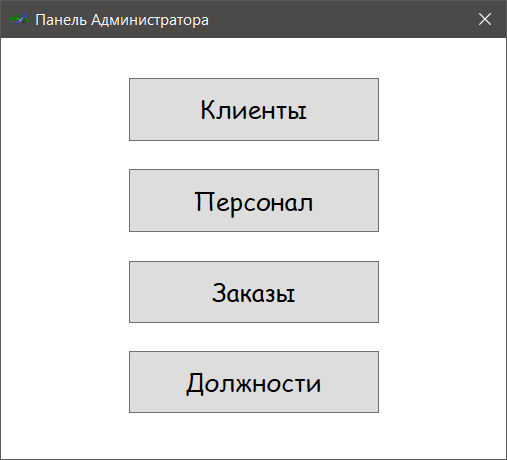 Панель Администратора
Клиенты
Персонал
Заказы
Должности